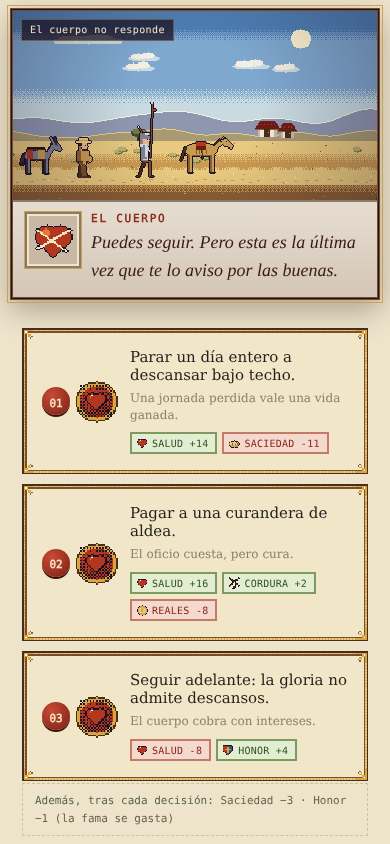 El cuerpo no responde
EL CUERPO
Puedes seguir. Pero esta es la última
vez que te lo aviso por las buenas.
01
Parar un día entero a
descansar bajo techo.
Una jornada perdida vale una vida
ganada.
SALUD +14 SACIEDAD -11
02
Pagar a una curandera de
aldea.
El oficio cuesta, pero cura.
SALUD +16 CORDURA +2
REALES -8
03
Seguir adelante: la gloria no
admite descansos.
El cuerpo cobra con intereses.
SALUD -8 HONOR +4
Además, tras cada decisión: Saciedad −3 · Honor
−1 (la fama se gasta)